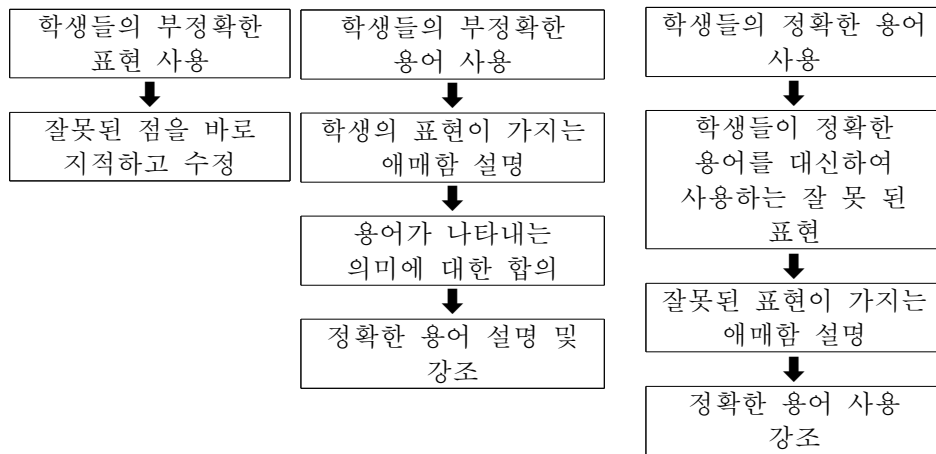 학생들의 부정확한
표현 사용
잘못된 점을 바로
지적하고 수정
학생들의 부정확한
용어 사용
학생의 표현이 가지는
애매함 설명
용어가 나타내는
의미에 대한 합의
정확한 용어 설명 및
강조
학생들의 정확한 용어
사용
학생들이 정확한
용어를 대신하여
사용하는 잘 못 된
표현
잘못된 표현이 가지는
애매함 설명
정확한 용어 사용
강조